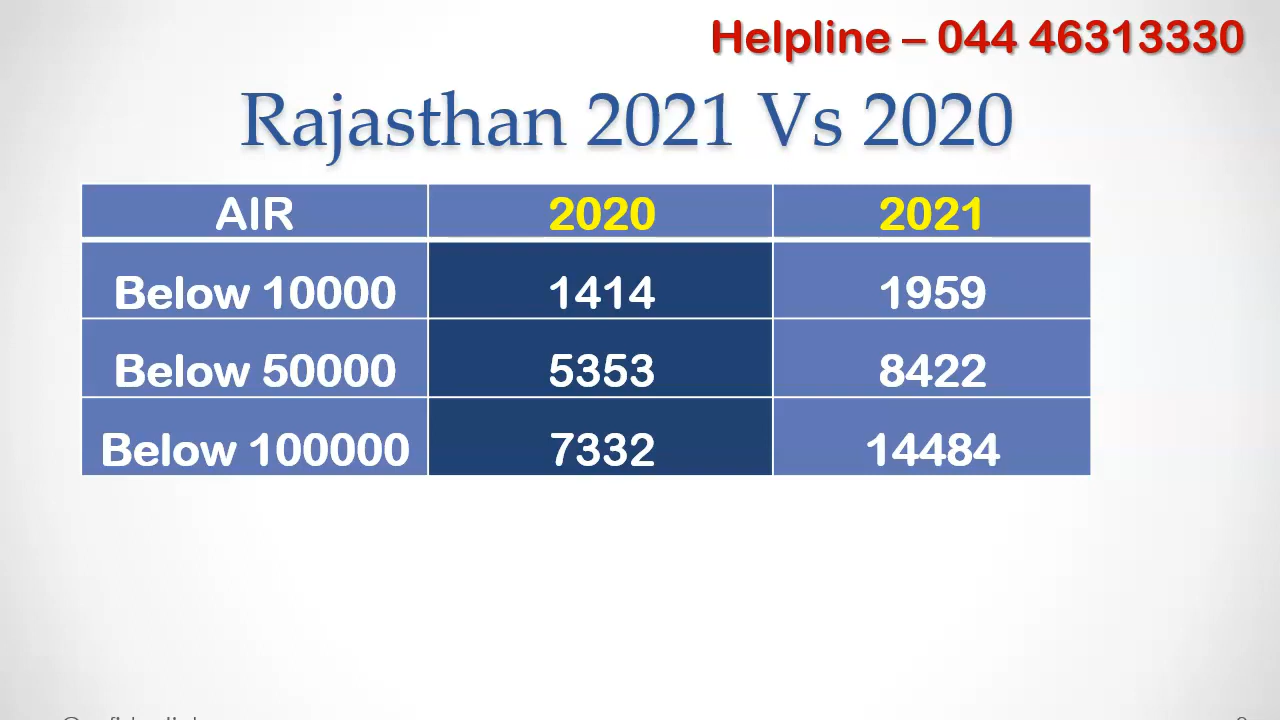 Helpline – 044 46313330
Rajasthan 2021 Vs 2020
AIR 2020 2021
Below 10000 1414 1959
Below 50000 5353 8422
Below 100000 7332 14484